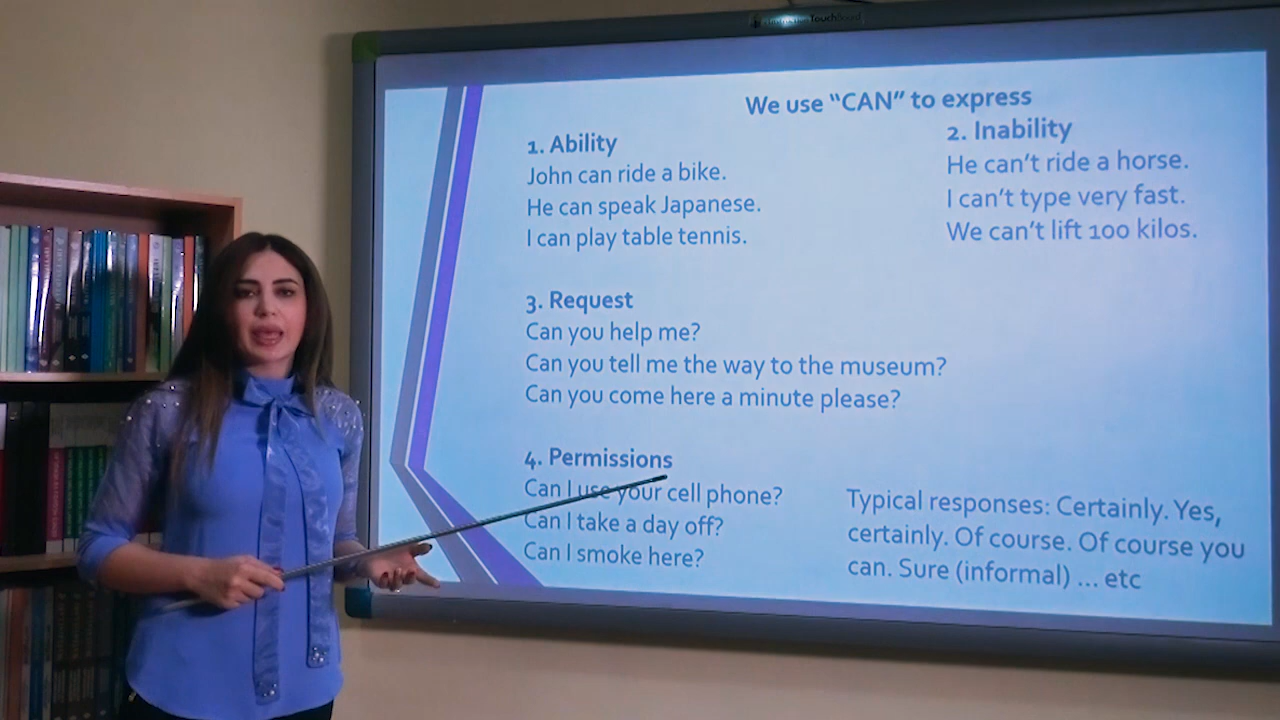 TouchBoard
We use “CAN” to express
1. Ability
John can ride a bike.
He can speak Japanese.
I can play table tennis.
2. Inability
He can’t ride a horse.
I can’t type very fast.
We can’t lift 100 kilos.
3. Request
Can you help me?
Can you tell me the way to the museum?
Can you come here a minute please?
4. Permissions
Can I use your cell phone?
Can I take a day off?
Can I smoke here?
Typical responses: Certainly. Yes,
certainly. Of course. Of course you
can. Sure (informal) ... etc